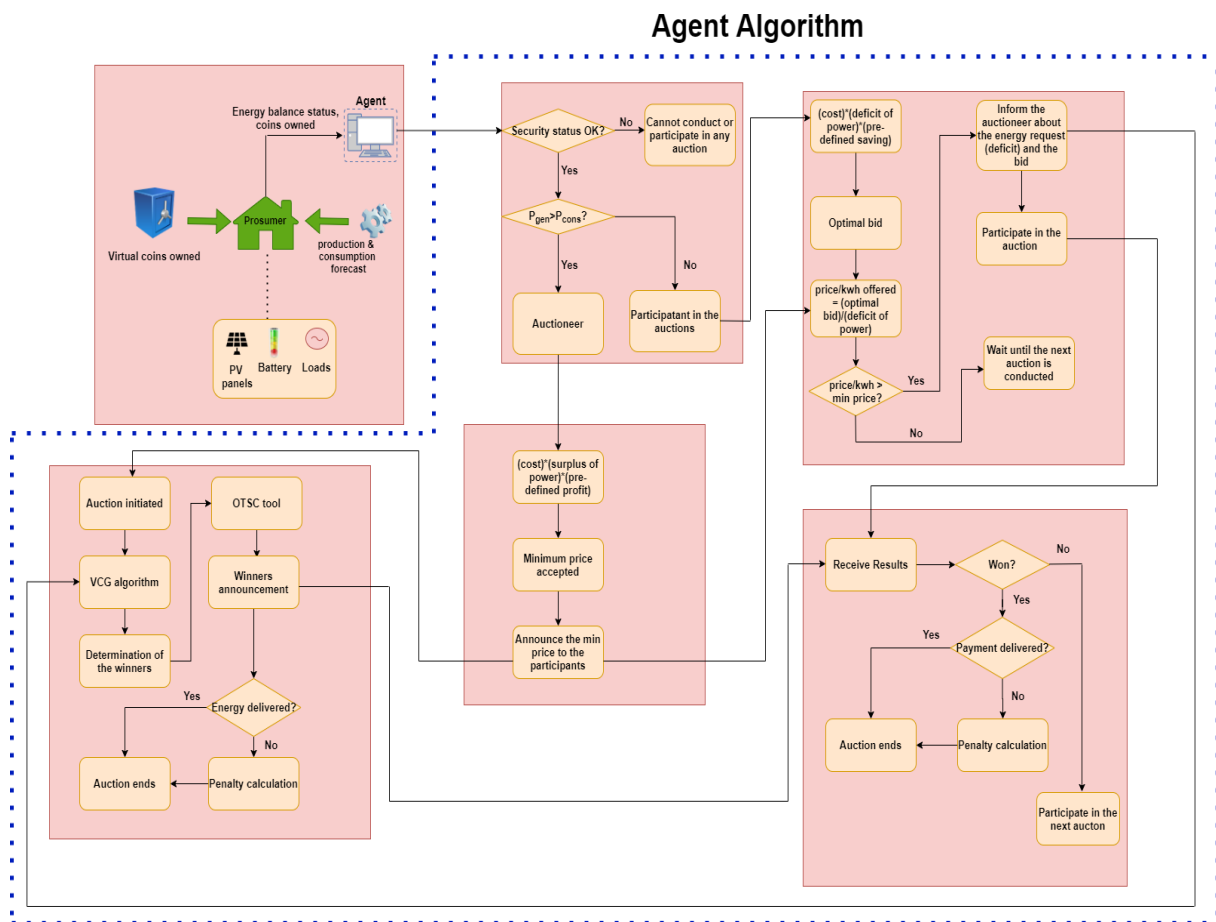 Agent Algorithm
Energy balance status,
coins owned
Agent
Prosumer
Virtual coins owned
production &
consumption
forecast
PV
panels
Battery
Loads
Security status OK?
No
Cannot conduct or
participate in any
auction
Yes
Pgen>Pcons?
Yes
No
Auctioneer
Participatant in the
auctions
(cost)*(deficit of
power)*(pre-
defined saving)
Optimal bid
price/kwh offered
= (optimal
bid)/(deficit of
power)
price/kwh >
min price?
Yes
No
Inform the
auctioneer about
the energy request
(deficit) and the
bid
Participate in the
auction
Wait until the next
auction is
conducted
(cost)*(surplus of
power)*(pre-
defined profit)
Minimum price
accepted
Announce the min
price to the
participants
Auction initiated
VCG algorithm
Determination of
the winners
OTSC tool
Winners
announcement
Energy delivered?
Yes
No
Auction ends
Penalty calculation
Receive Results
Won?
No
Yes
Payment delivered?
Yes
No
Auction ends
Penalty calculation
Participate in the
next aucton